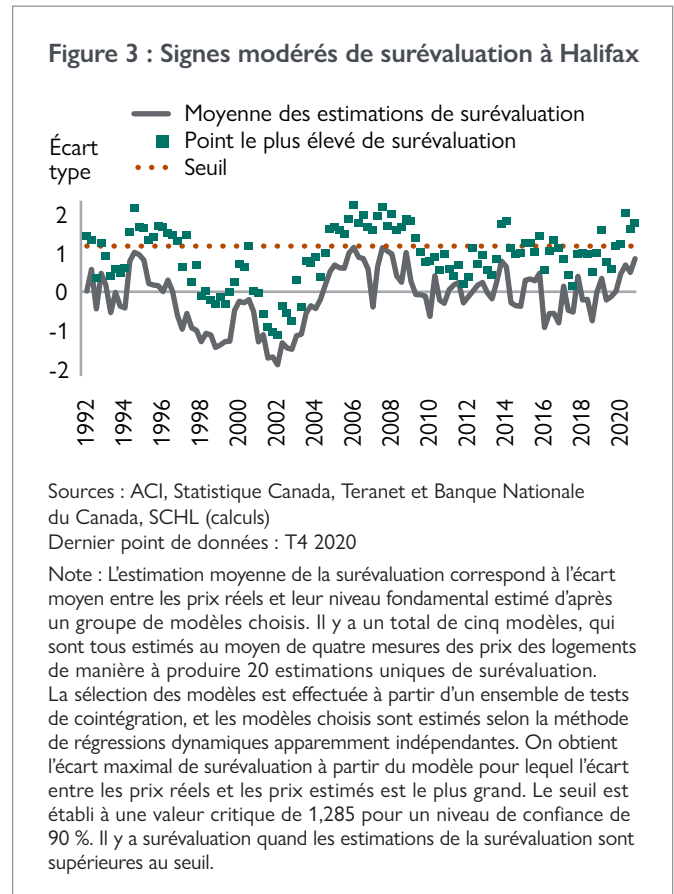 Figure 3 : Signes modérés de surévaluation à Halifax
Moyenne des estimations de surévaluation
Point le plus élevé de surévaluation
Seuil
Écart
type
2
1
0
-1
-2
1992
1994
1996
1998
2000
2002
2004
2006
2008
2010
2012
2014
2016
2018
2020
Sources : ACI, Statistique Canada, Teranet et Banque Nationale
du Canada, SCHL (calculs)
Dernier point de données : T4 2020
Note : L’estimation moyenne de la surévaluation correspond à l’écart
moyen entre les prix réels et leur niveau fondamental estimé d’après
un groupe de modèles choisis. Il y a un total de cinq modèles, qui
sont tous estimés au moyen de quatre mesures des prix des logements
de manière à produire 20 estimations uniques de surévaluation.
La sélection des modèles est effectuée à partir d’un ensemble de tests
de cointégration, et les modèles choisis sont estimés selon la méthode
de régressions dynamiques apparemment indépendantes. On obtient
l’écart maximal de surévaluation à partir du modèle pour lequel l’écart
entre les prix réels et les prix estimés est le plus grand. Le seuil est
établi à une valeur critique de 1,285 pour un niveau de confiance de
90 %. Il y a surévaluation quand les estimations de la surévaluation sont
supérieures au seuil.